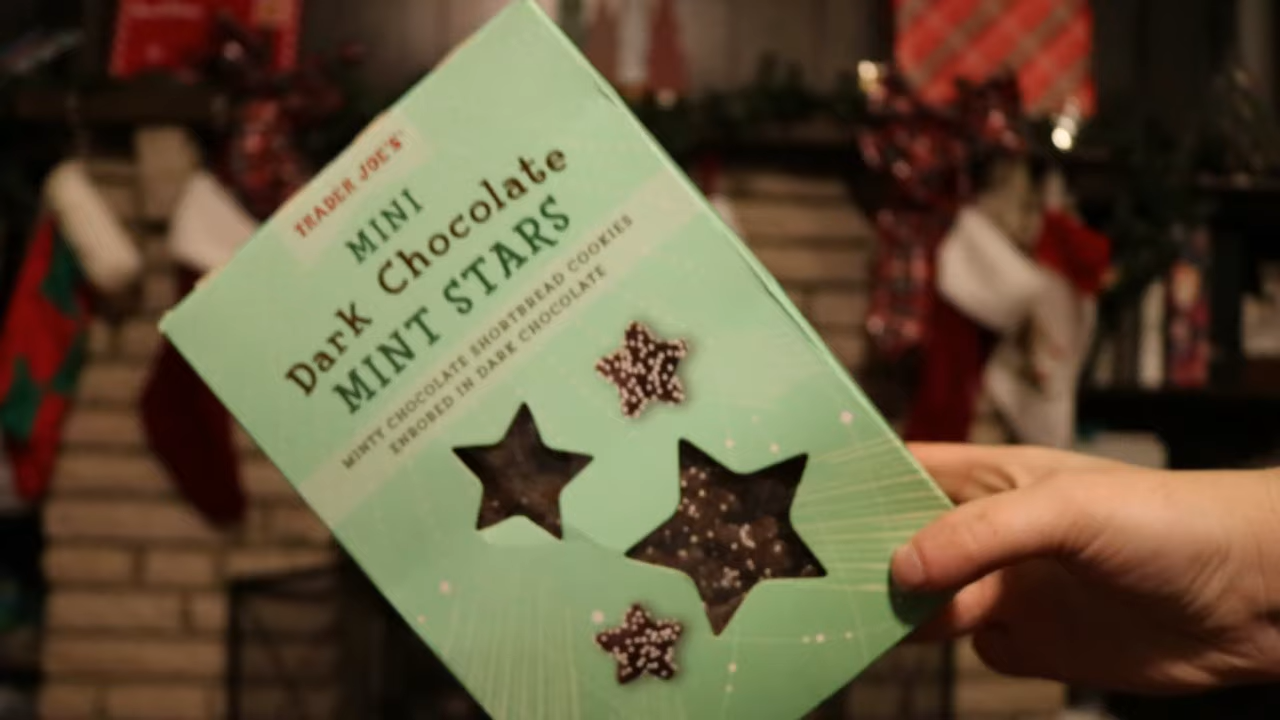 TRADER JOE'S
MINI
Dark Chocolate
MINT STARS
MINTY CHOCOLATE SHORTBREAD COOKIES
ENROBED IN DARK CHOCOLATE